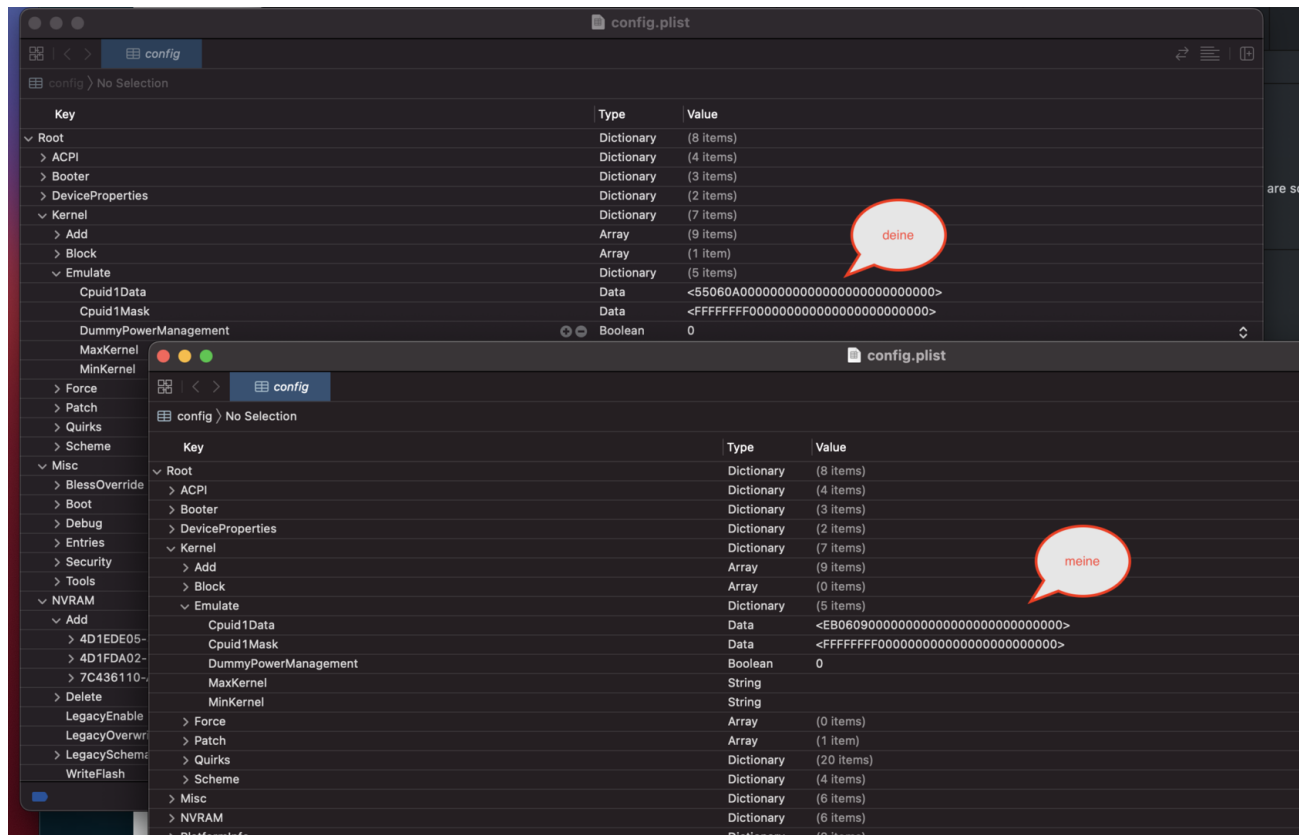 config.plist
config
config 〉 No Selection
Key Type Value
Root Dictionary (8 items)
ACPI Dictionary (4 items)
Booter Dictionary (3 items)
DeviceProperties Dictionary (2 items)
are
Kernel Dictionary (7 items)
Add Array (9 items)
deine
Block Array (1 item)
Emulate Dictionary (5 items)
Cpuid1Data Data <55060A00000000000000000000000000>
Cpuid1Mask Data <FFFFFFFF000000000000000000000000>
DummyPowerManagement Boolean 0
MaxKernel
MinKernel
Force
Patch
Quirks
Scheme
Misc
BlessOverride
Boot
Debug
Entries
Security
Tools
NVRAM
Add
4D1EDE05-
4D1FDA02-
7C436110-
Delete
LegacyEnable
LegacyOverwri
LegacySchema
WriteFlash
config.plist
config
config 〉 No Selection
Key Type Value
Root Dictionary (8 items)
ACPI Dictionary (4 items)
Booter Dictionary (3 items)
DeviceProperties Dictionary (2 items)
Kernel Dictionary (7 items)
meine
Add Array (9 items)
Block Array (0 items)
Emulate Dictionary (5 items)
Cpuid1Data Data <EB060900000000000000000000000000>
Cpuid1Mask Data <FFFFFFFF000000000000000000000000>
DummyPowerManagement Boolean 0
MaxKernel String
MinKernel String
Force Array (0 items)
Patch Array (1 item)
Quirks Dictionary (20 items)
Scheme Dictionary (4 items)
Misc Dictionary (6 items)
NVRAM Dictionary (6 items)